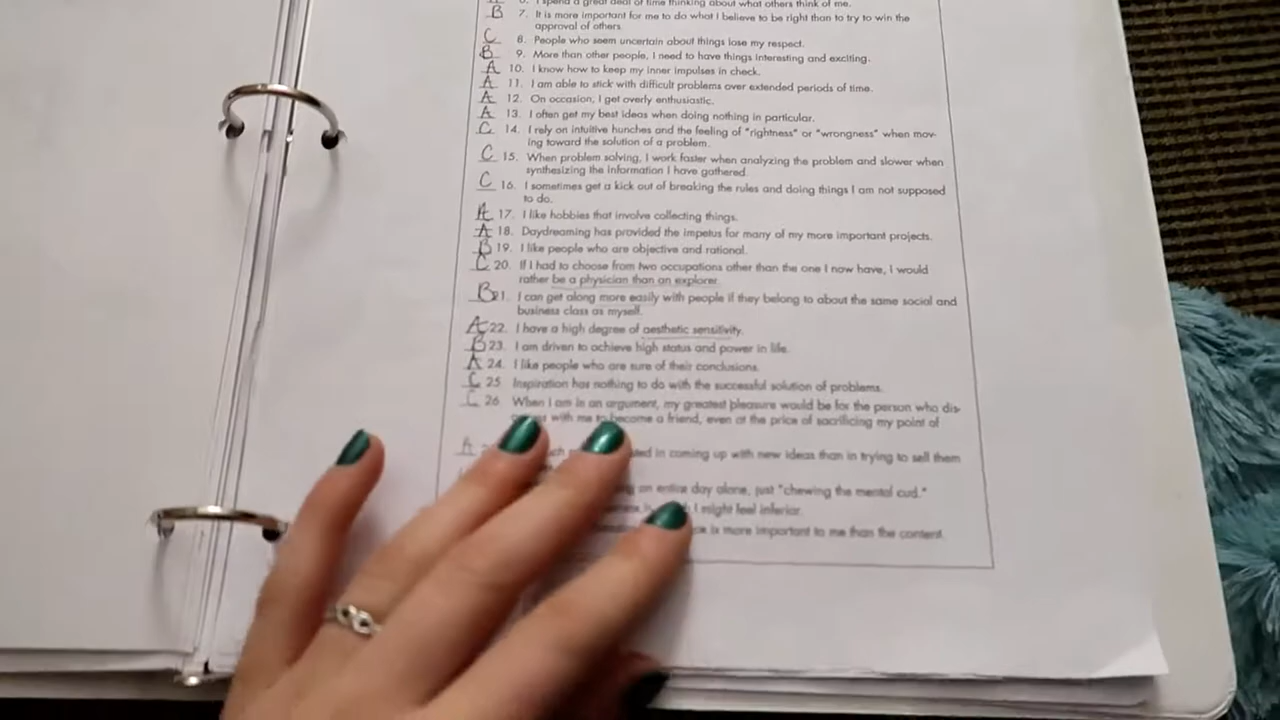 I spend a great deal of time thinking about what others think of me.
B 7. It is more important for me to do what I believe to be right than to try to win the
approval of others.
C 8. People who seem uncertain about things lose my respect.
B 9. More than other people, I need to have things interesting and exciting.
A 10. I know how to keep my inner impulses in check.
A 11. I am able to stick with difficult problems over extended periods of time.
A 12. On occasion, I get overly enthusiastic.
A 13. I often get my best ideas when doing nothing in particular.
C 14. I rely on intuitive hunches and the feeling of "rightness" or "wrongness" when mov-
ing toward the solution of a problem.
C 15. When problem solving, I work faster when analyzing the problem and slower when
synthesizing the information I have gathered.
C 16. I sometimes get a kick out of breaking the rules and doing things I am not supposed
to do.
A 17. I like hobbies that involve collecting things.
A 18. Daydreaming has provided the impetus for many of my more important projects.
B 19. I like people who are objective and rational.
C 20. If I had to choose from two occupations other than the one I now have, I would
rather be a physician than an explorer.
B 21. I can get along more easily with people if they belong to about the same social and
business class as myself.
A 22. I have a high degree of aesthetic sensitivity.
B 23. I am driven to achieve high status and power in life.
A 24. I like people who are sure of their conclusions.
C 25. Inspiration has nothing to do with the successful solution of problems.
C 26. When I am in an argument, my greatest pleasure would be for the person who dis-
with me to become a friend, even at the price of sacrificing my point of
A in coming up with new ideas than in trying to sell them
an entire day alone, just "chewing the mental cud."
I might feel inferior.
is more important to me than the content.